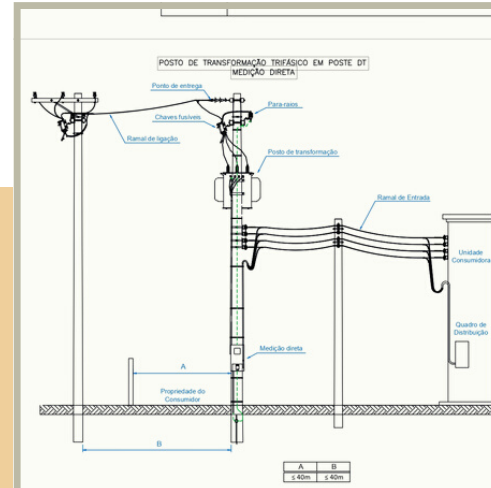 POSTO DE TRANSFORMAÇÃO TRIFÁSICO EM POSTE DT
MEDIÇÃO DIRETA
Ponto de entrega
Chaves fusíveis
Para-raios
Ramal de ligação
Posto de transformação
Ramal de Entrada
Unidade
Consumidora
Quadro de
Distribuição
Medição direta
A
Propriedade do
Consumidor
B
A B
≤ 40m ≤ 40m